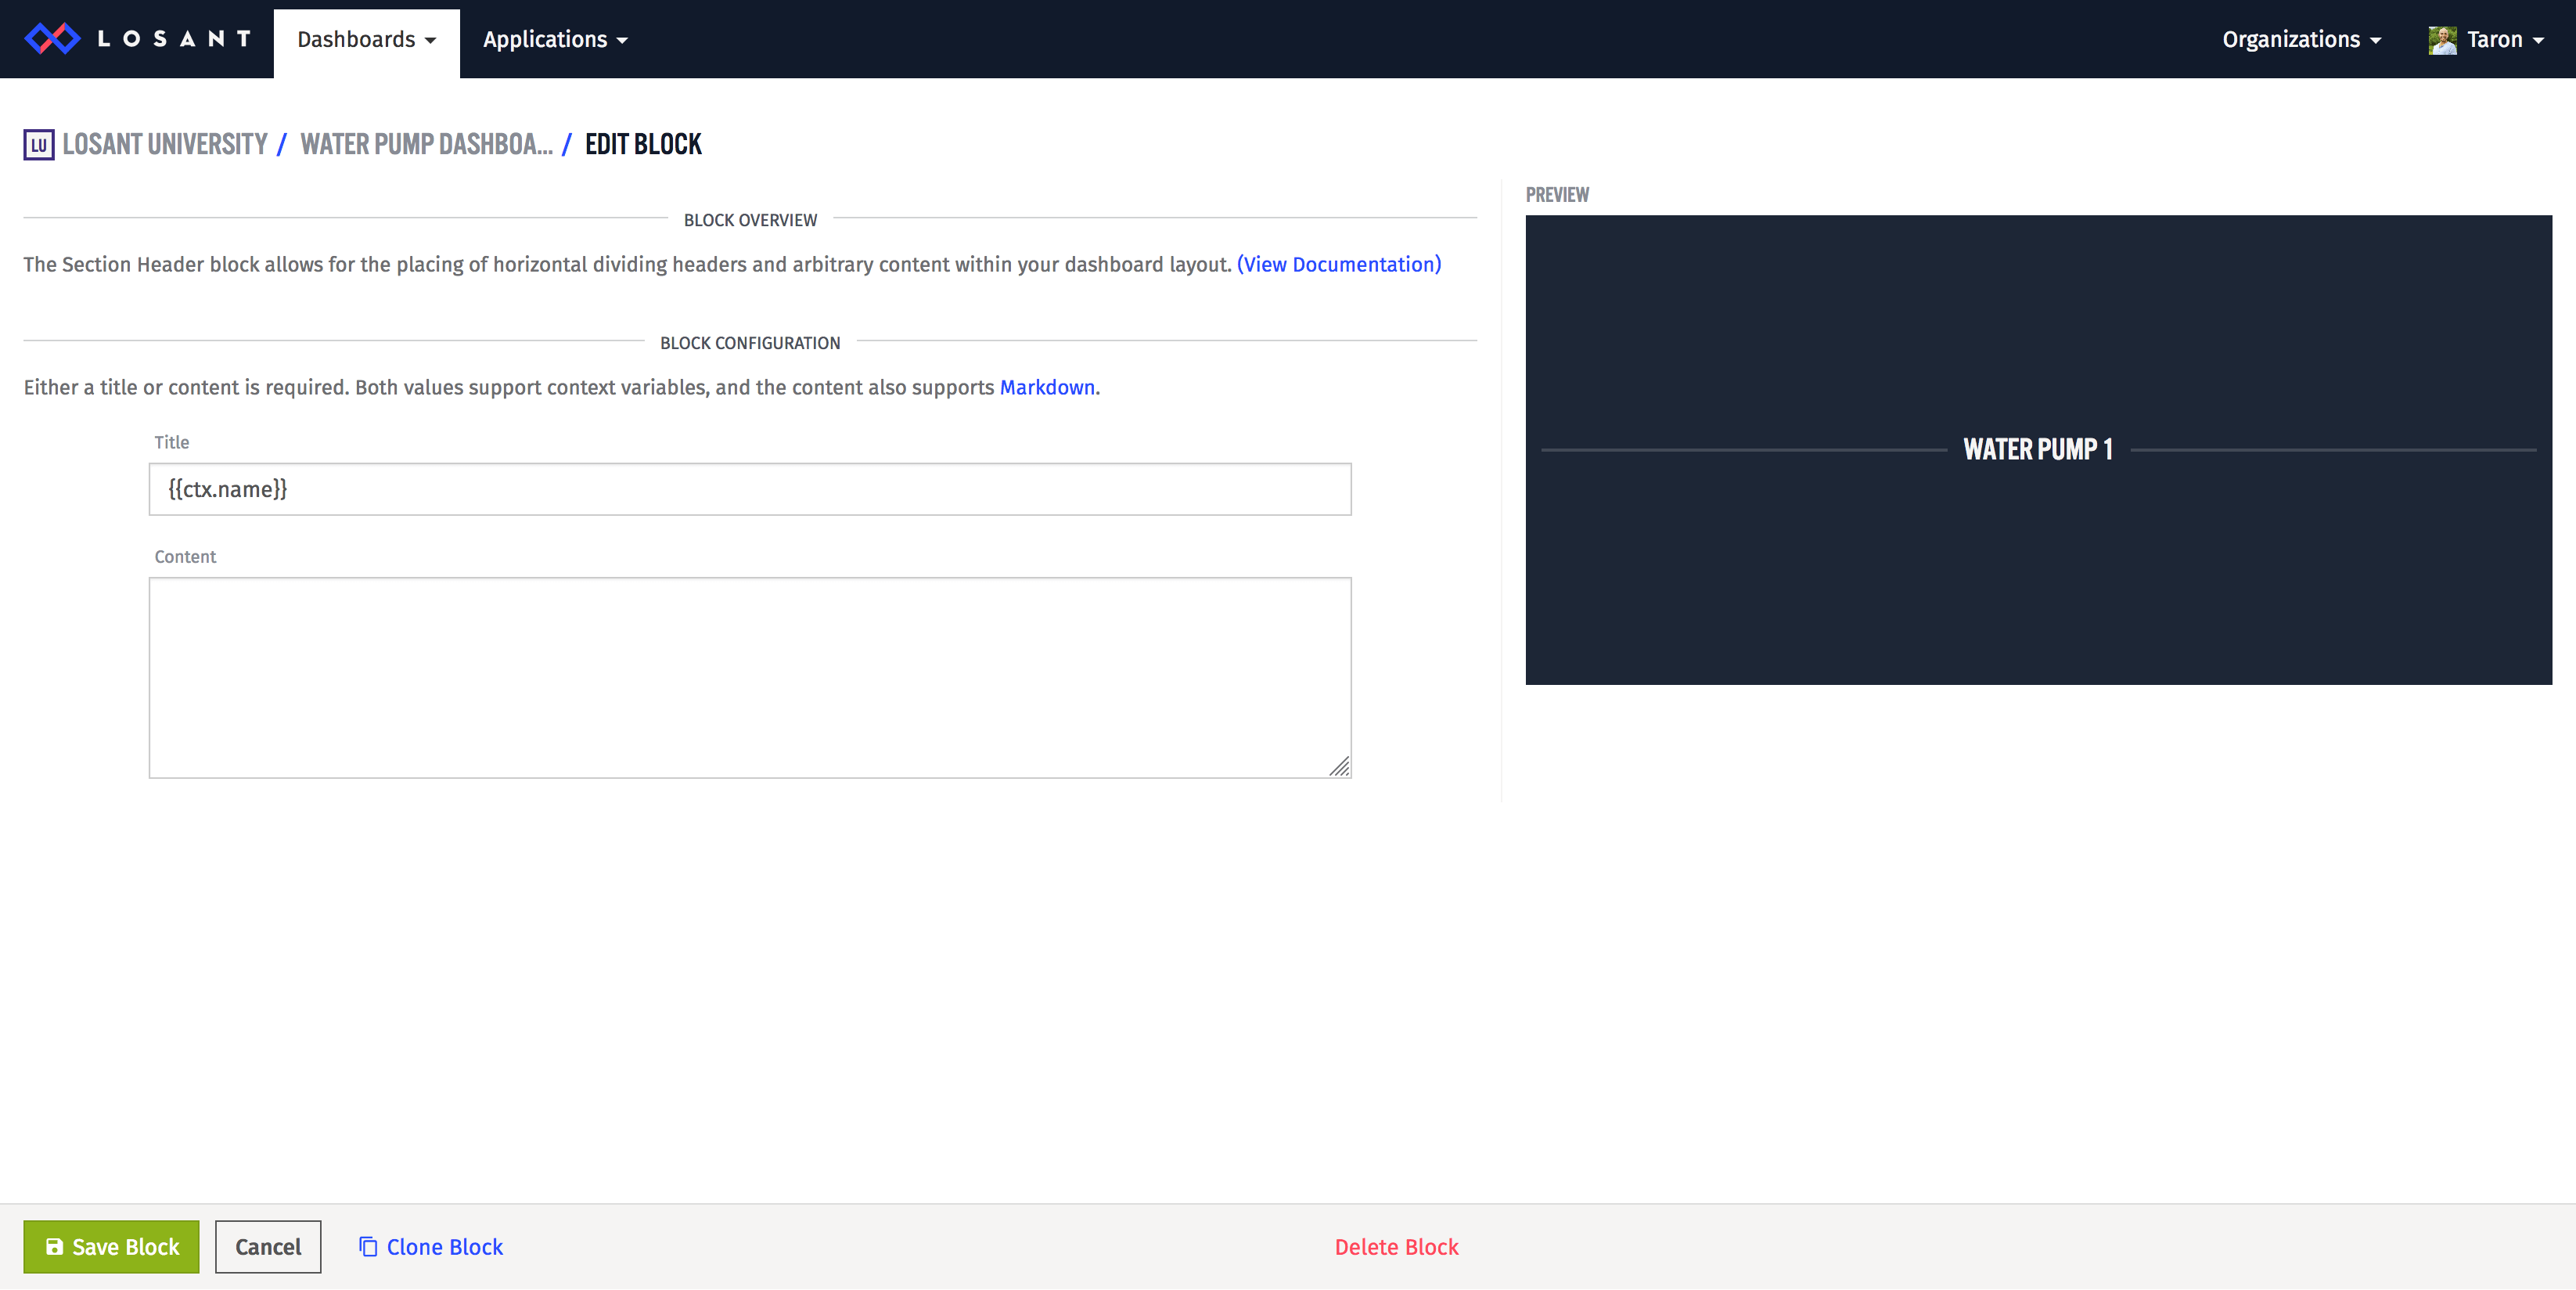 LOSANT Dashboards Applications Organizations Taron
LU LOSANT UNIVERSITY / WATER PUMP DASHBOA... / EDIT BLOCK
BLOCK OVERVIEW
The Section Header block allows for the placing of horizontal dividing headers and arbitrary content within your dashboard layout. (View Documentation)
BLOCK CONFIGURATION
Either a title or content is required. Both values support context variables, and the content also supports Markdown.
Title
{{ctx.name}}
Content
PREVIEW
WATER PUMP 1
Save Block Cancel Clone Block Delete Block